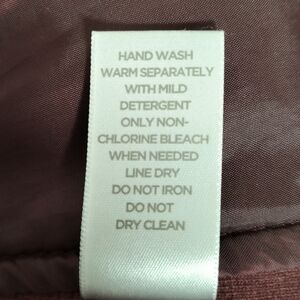 HAND WASH
WARM SEPARATELY
WITH MILD
DETERGENT
ONLY NON-
CHLORINE BLEACH
WHEN NEEDED
LINE DRY
DO NOT IRON
DO NOT
DRY CLEAN